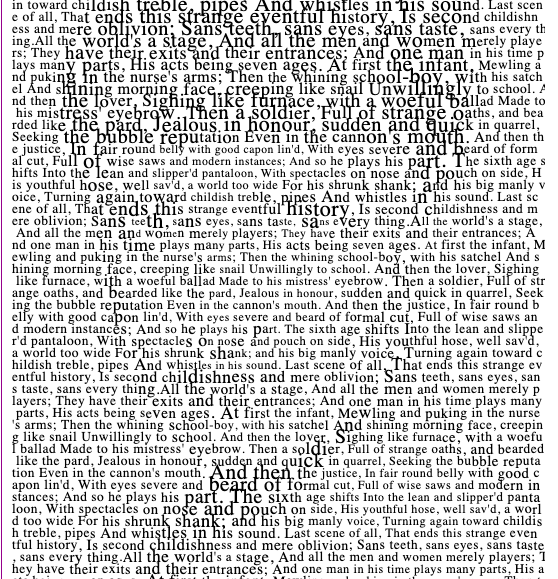 in toward childish treble, pipes And whistles in his sound. Last scen
e of all, That ends this strange eventful history, Is second childishn
ess and mere oblivion; Sans teeth, sans eyes, sans taste, sans every th
ing.All the world's a stage, And all the men and women merely playe
rs; They have their exits and their entrances; And one man in his time p
lays many parts, His acts being seven ages. At first the infant, Mewling a
nd puking in the nurse's arms; Then the whining school-boy, with his satch
el And shining morning face, creeping like snail Unwillingly to school. A
nd then the lover, Sighing like furnace, with a woeful ballad Made to
his mistress' eyebrow. Then a soldier, Full of strange oaths, and bea
rded like the pard, Jealous in honour, sudden and quick in quarrel,
Seeking the bubble reputation Even in the cannon's mouth. And then th
e justice, In fair round belly with good capon lin'd, With eyes severe and beard of form
al cut, Full of wise saws and modern instances; And so he plays his part. The sixth age s
hifts Into the lean and slipper'd pantaloon, With spectacles on nose and pouch on side, H
is youthful hose, well sav'd, a world too wide For his shrunk shank; and his big manly v
oice, Turning again toward childish treble, pipes And whistles in his sound. Last sc
ene of all, That ends this strange eventful history, Is second childishness and m
ere oblivion; Sans teeth, sans eyes, sans taste, sans every thing.All the world's a stage,
And all the men and women merely players; They have their exits and their entrances; A
nd one man in his time plays many parts, His acts being seven ages. At first the infant, M
ewling and puking in the nurse's arms; Then the whining school-boy, with his satchel And s
hining morning face, creeping like snail Unwillingly to school. And then the lover, Sighing
like furnace, with a woeful ballad Made to his mistress' eyebrow. Then a soldier, Full of str
ange oaths, and bearded like the pard, Jealous in honour, sudden and quick in quarrel, Seek
ing the bubble reputation Even in the cannon's mouth. And then the justice, In fair round b
elly with good capon lin'd, With eyes severe and beard of formal cut, Full of wise saws an
d modern instances; And so he plays his part. The sixth age shifts Into the lean and slippe
r'd pantaloon, With spectacles on nose and pouch on side, His youthful hose, well sav'd,
a world too wide For his shrunk shank; and his big manly voice, Turning again toward c
hildish treble, pipes And whistles in his sound. Last scene of all, That ends this strange ev
entful history, Is second childishness and mere oblivion; Sans teeth, sans eyes, san
s taste, sans every thing.All the world's a stage, And all the men and women merely p
layers; They have their exits and their entrances; And one man in his time plays many
parts, His acts being seven ages. At first the infant, Mewling and puking in the nurse
's arms; Then the whining school-boy, with his satchel And shining morning face, creepin
g like snail Unwillingly to school. And then the lover, Sighing like furnace, with a woefu
l ballad Made to his mistress' eyebrow. Then a soldier, Full of strange oaths, and bearded
like the pard, Jealous in honour, sudden and quick in quarrel, Seeking the bubble reputa
tion Even in the cannon's mouth. And then the justice, In fair round belly with good c
apon lin'd, With eyes severe and beard of formal cut, Full of wise saws and modern in
stances; And so he plays his part. The sixth age shifts Into the lean and slipper'd panta
loon, With spectacles on nose and pouch on side, His youthful hose, well sav'd, a worl
d too wide For his shrunk shank; and his big manly voice, Turning again toward childis
h treble, pipes And whistles in his sound. Last scene of all, That ends this strange even
tful history, Is second childishness and mere oblivion; Sans teeth, sans eyes, sans taste
, sans every thing.All the world's a stage, And all the men and women merely players; T
hey have their exits and their entrances; And one man in his time plays many parts, His a